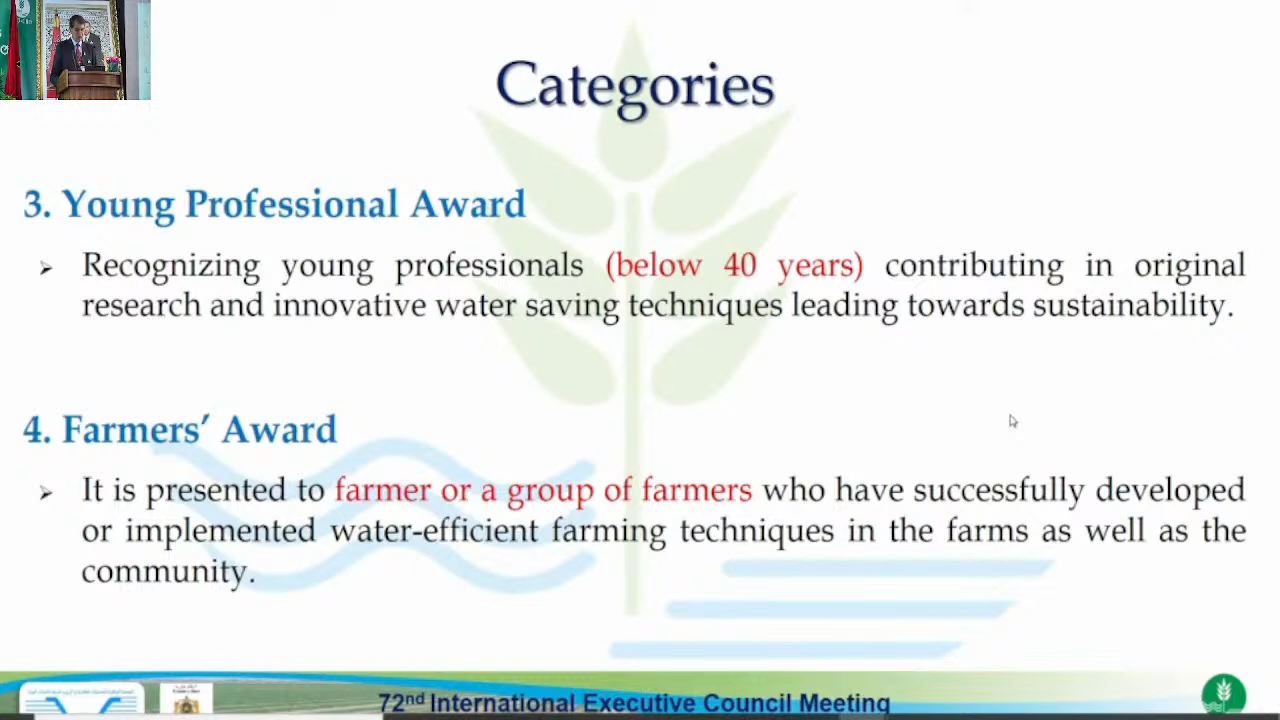 Categories
3. Young Professional Award
➢ Recognizing young professionals (below 40 years) contributing in original
research and innovative water saving techniques leading towards sustainability.
4. Farmers’ Award
➢ It is presented to farmer or a group of farmers who have successfully developed
or implemented water-efficient farming techniques in the farms as well as the
community.
72nd International Executive Council Meeting